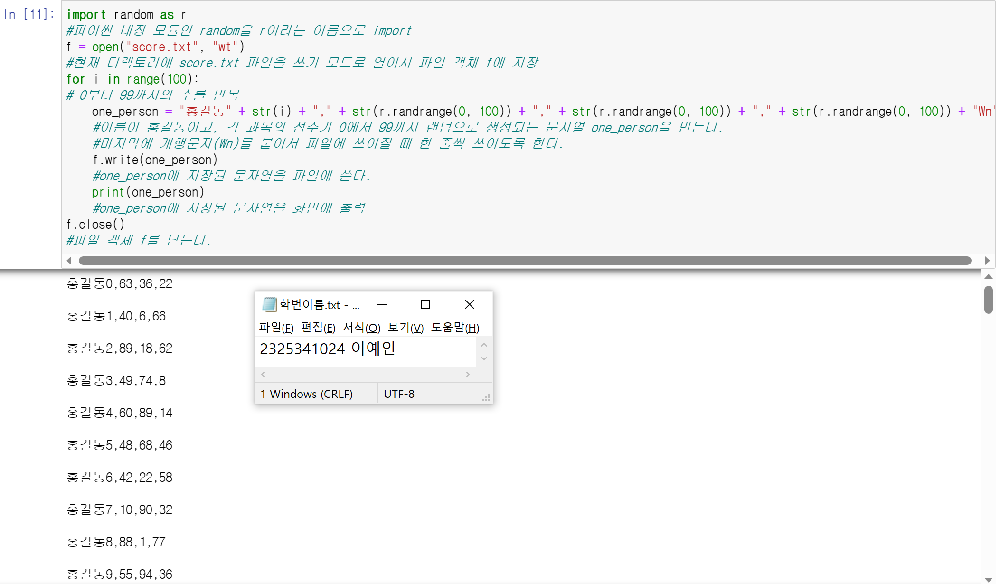 In [11]:
import random as r
#파이썬 내장 모듈인 random을 r이라는 이름으로 import
f = open("score.txt", "wt")
#현재 디렉토리에 score.txt 파일을 쓰기 모드로 열어서 파일 객체 f에 저장
for i in range(100):
# 0부터 99까지의 수를 반복
one_person = "홍길동" + str(i) + "," + str(r.randrange(0, 100)) + "," + str(r.randrange(0, 100)) + "," + str(r.randrange(0, 100)) + "₩n"
#이름이 홍길동이고, 각 과목의 점수가 0에서 99까지 랜덤으로 생성되는 문자열 one_person을 만든다.
#마지막에 개행문자(₩n)를 붙여서 파일에 쓰여질 때 한 줄씩 쓰이도록 한다.
f.write(one_person)
#one_person에 저장된 문자열을 파일에 쓴다.
print(one_person)
#one_person에 저장된 문자열을 화면에 출력
f.close()
#파일 객체 f를 닫는다.
홍길동0,63,36,22
홍길동1,40,6,66
홍길동2,89,18,62
홍길동3,49,74,8
홍길동4,60,89,14
홍길동5,48,68,46
홍길동6,42,22,58
홍길동7,10,90,32
홍길동8,88,1,77
홍길동9,55,94,36
학번이름.txt - ...
파일(F) 편집(E) 서식(O) 보기(V) 도움말(H)
2325341024 이예인
1 Windows (CRLF) UTF-8